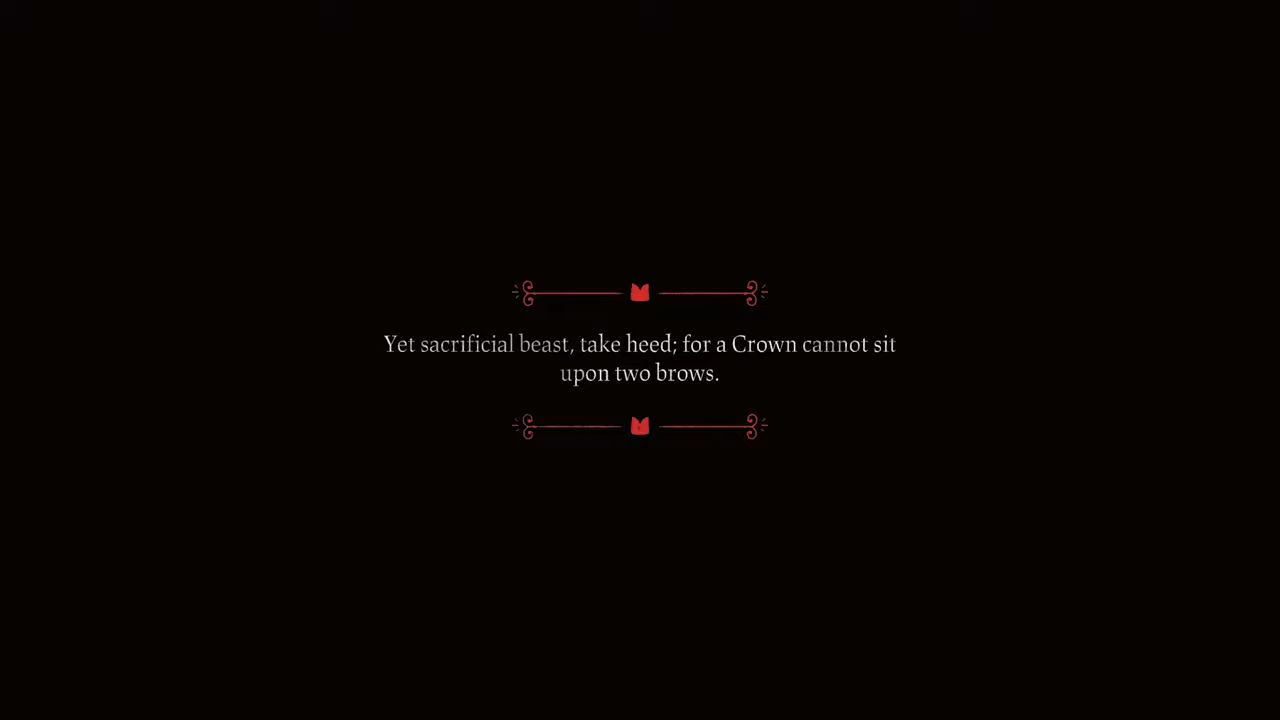 Yet sacrificial beast, take heed; for a Crown cannot sit
upon two brows.